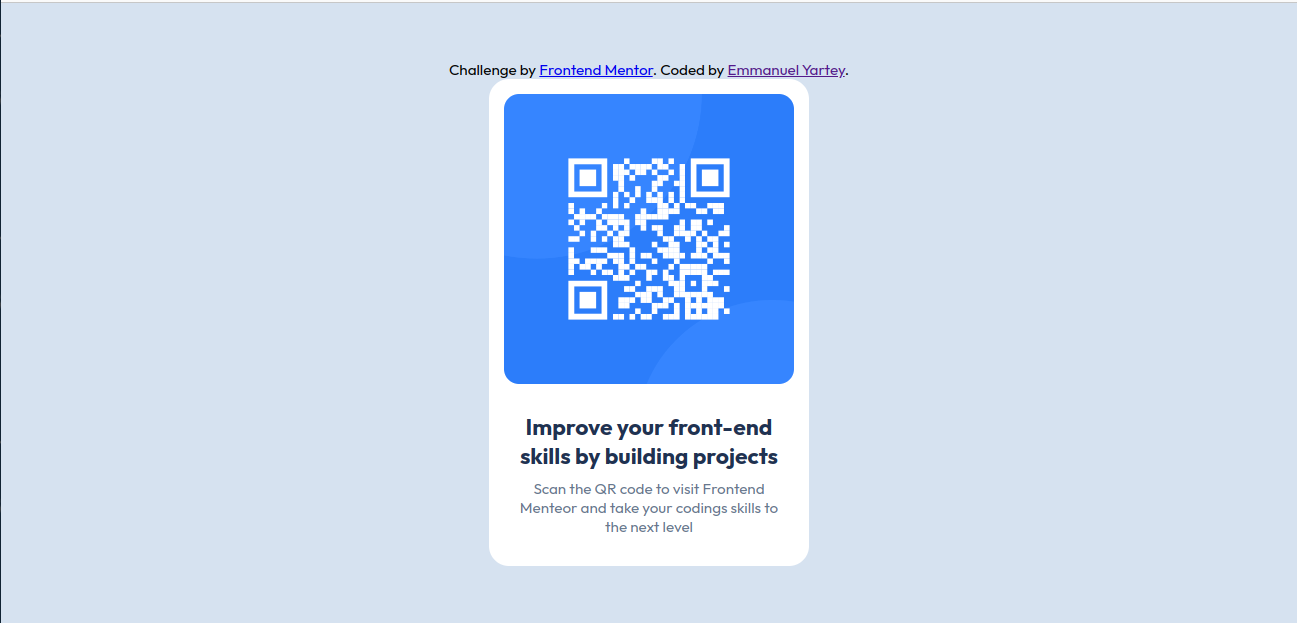 Challenge by Frontend Mentor. Coded by Emmanuel Yartey.
Improve your front-end
skills by building projects
Scan the QR code to visit Frontend
Menteor and take your codings skills to
the next level